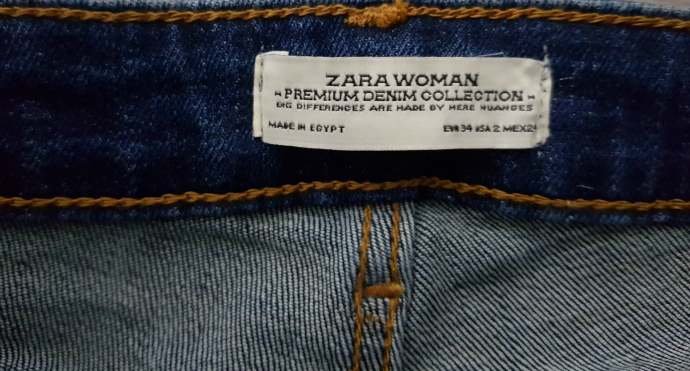 ZARA WOMAN
PREMIUM DENIM COLLECTION
BIG DIFFERENCES ARE MADE BY MERE NUANCES
MADE IN EGYPT EUR 34 USA 2 MEX 2